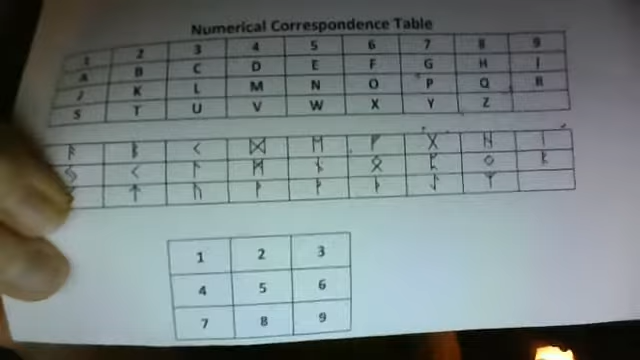 Numerical Correspondence Table
1 2 3 4 5 6 7 8 9
A B C D E F G H I
J K L M N O P Q R
S T U V W X Y Z
ᚨ ᛒ ᚲ ᛞ ᛖ ᚠ ᚷ ᚺ ᛁ
ᚲ ᛚ ᛗ ᚾ ᛟ
ᛏ ᚢ
1 2 3
4 5 6
7 8 9